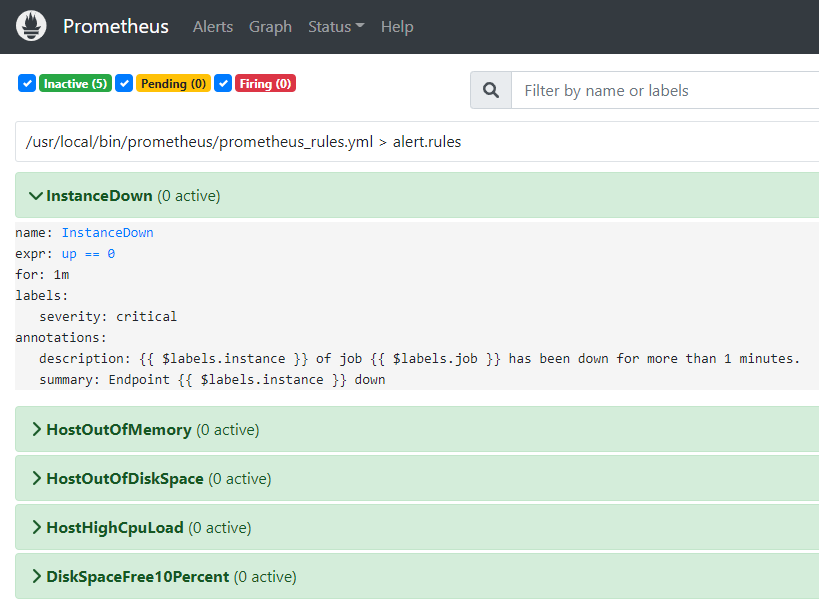 Prometheus Alerts Graph Status Help
Inactive (5) Pending (0) Firing (0) Filter by name or labels
/usr/local/bin/prometheus/prometheus_rules.yml > alert.rules
InstanceDown (0 active)
name: InstanceDown
expr: up == 0
for: 1m
labels:
severity: critical
annotations:
description: {{ $labels.instance }} of job {{ $labels.job }} has been down for more than 1 minutes.
summary: Endpoint {{ $labels.instance }} down
HostOutOfMemory (0 active)
HostOutOfDiskSpace (0 active)
HostHighCpuLoad (0 active)
DiskSpaceFree10Percent (0 active)